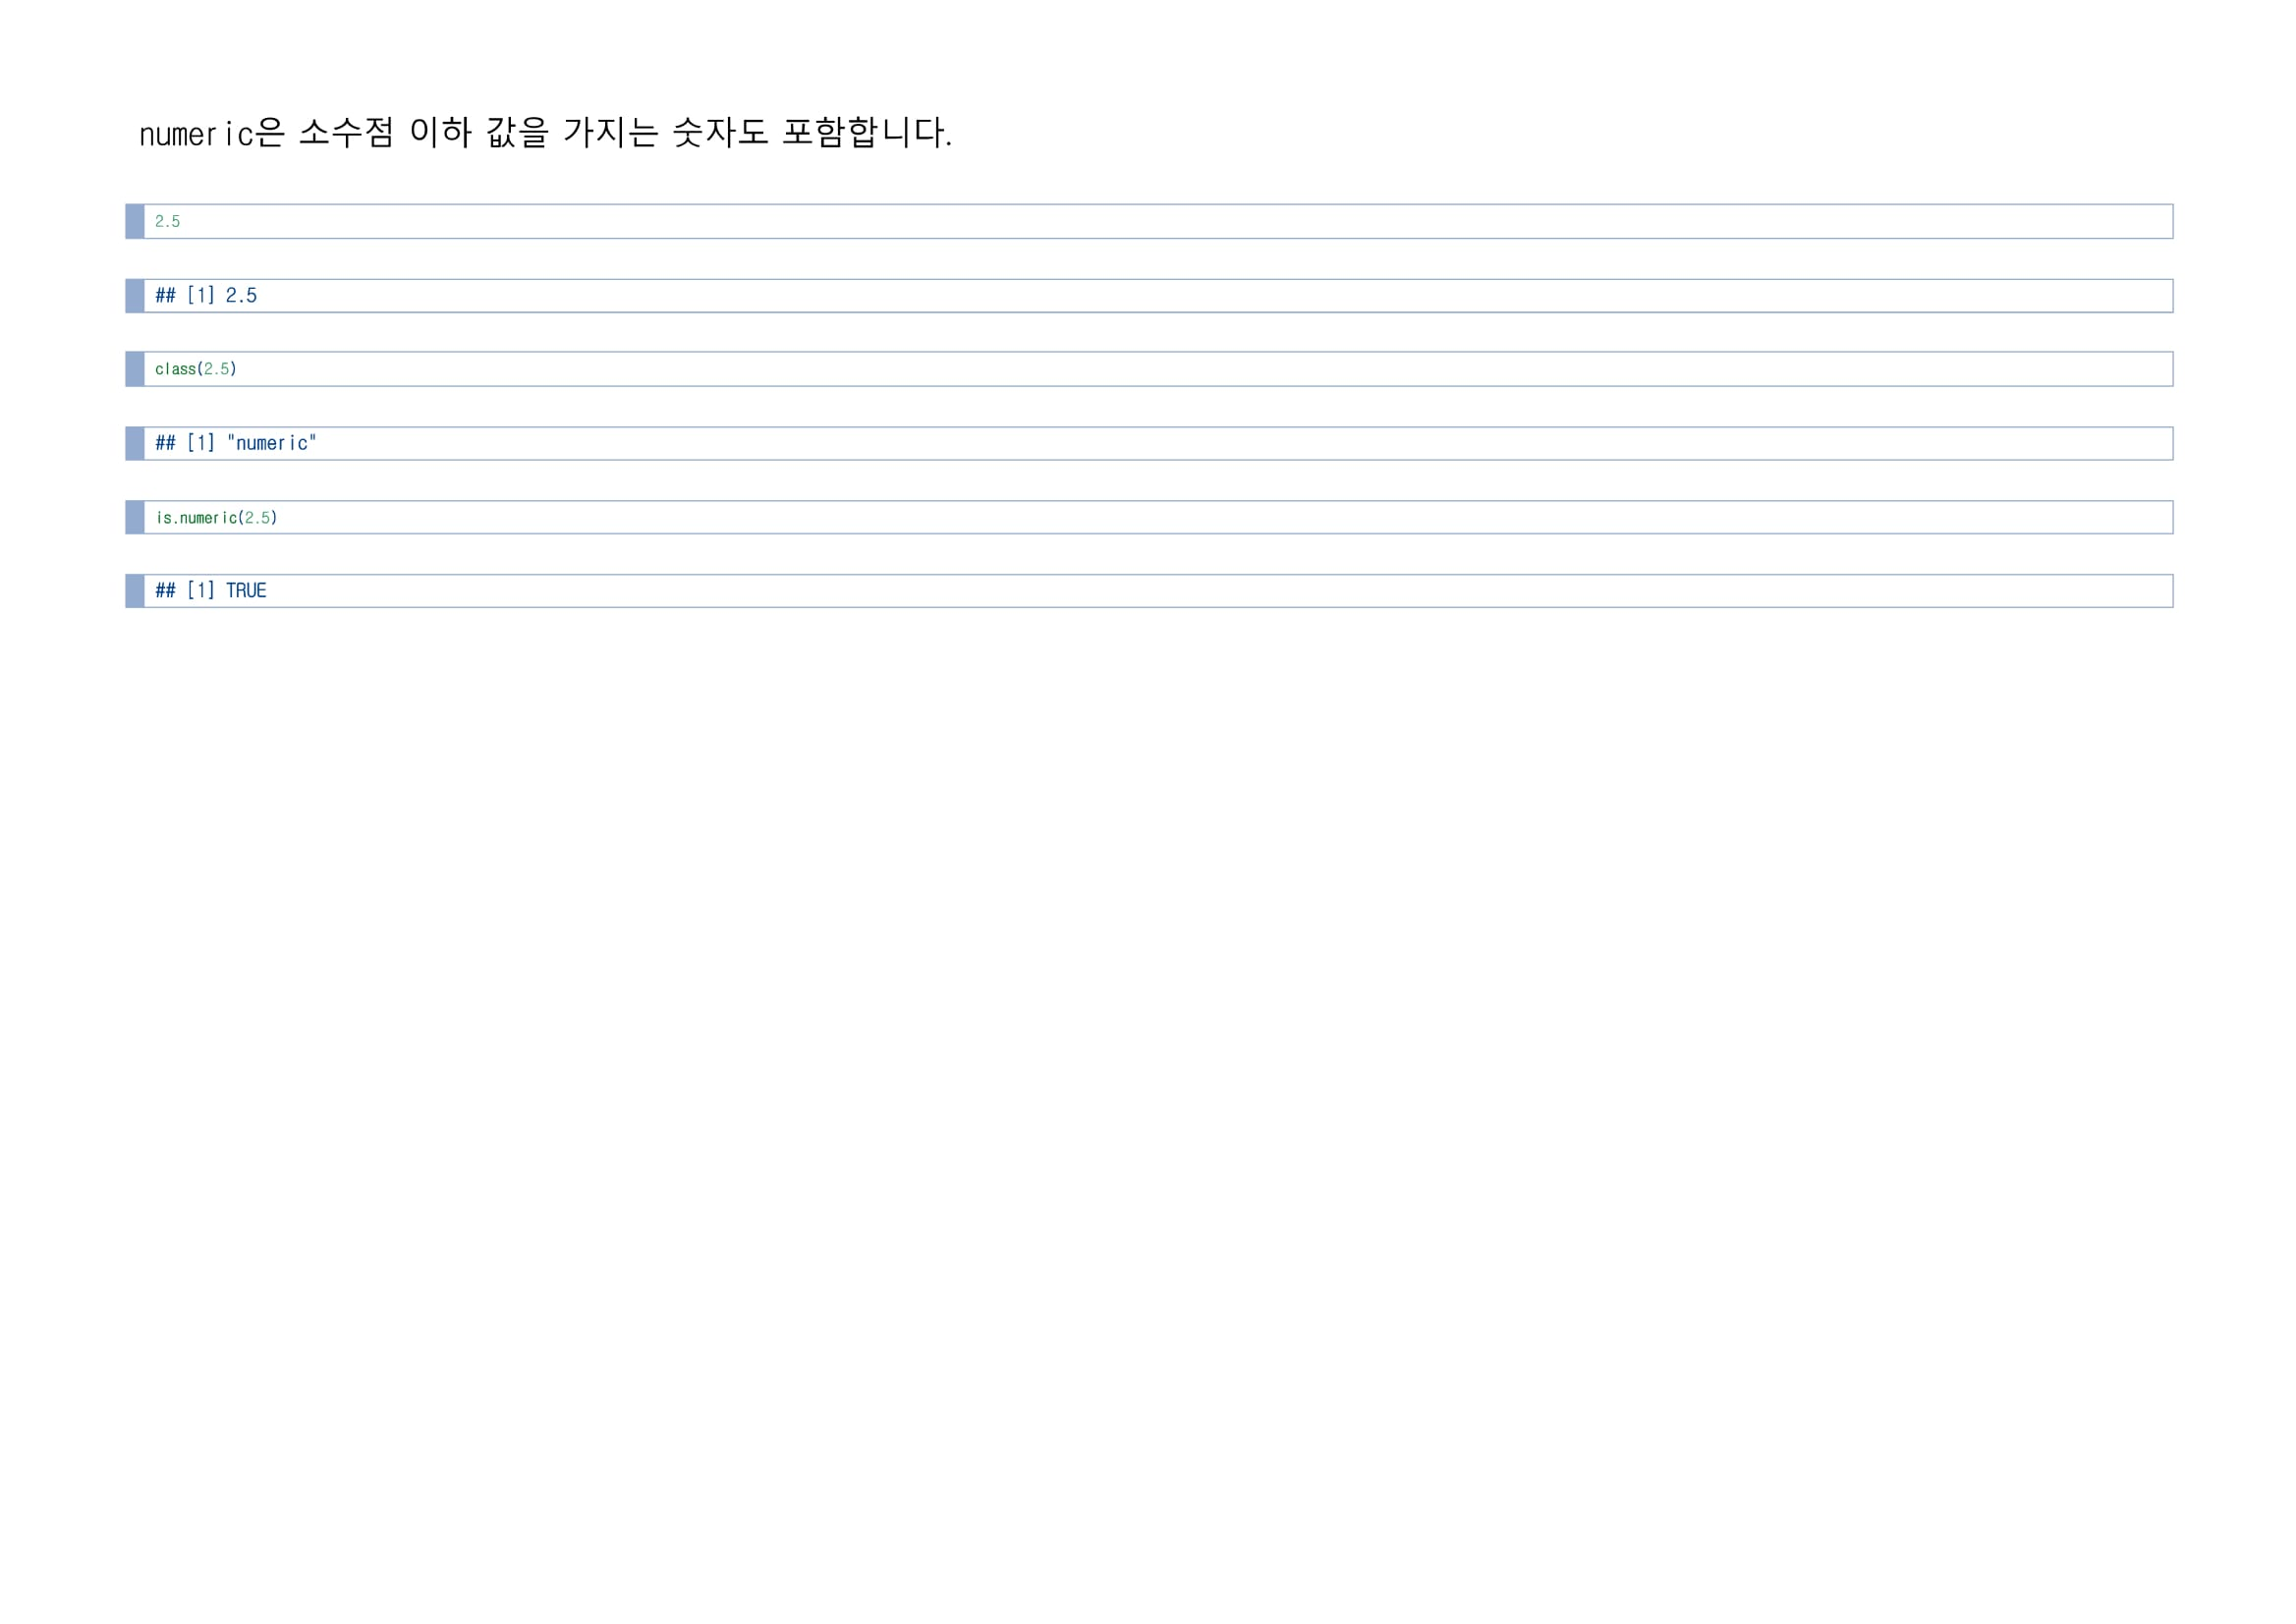 numeric은 소수점 이하 값을 가지는 숫자도 포함합니다.
2.5
## [1] 2.5
class(2.5)
## [1] "numeric"
is.numeric(2.5)
## [1] TRUE